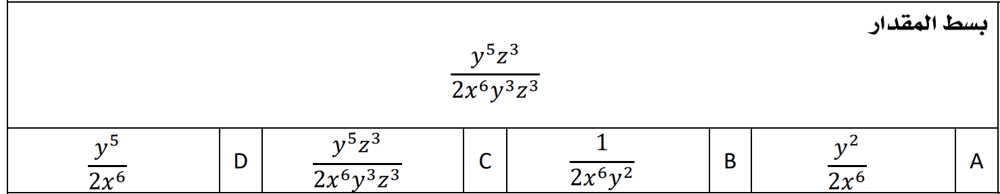 بسط المقدار
y⁵z³ / 2x⁶y³z³
A y² / 2x⁶ B 1 / 2x⁶y² C y⁵z³ / 2x⁶y³z³ D y⁵ / 2x⁶